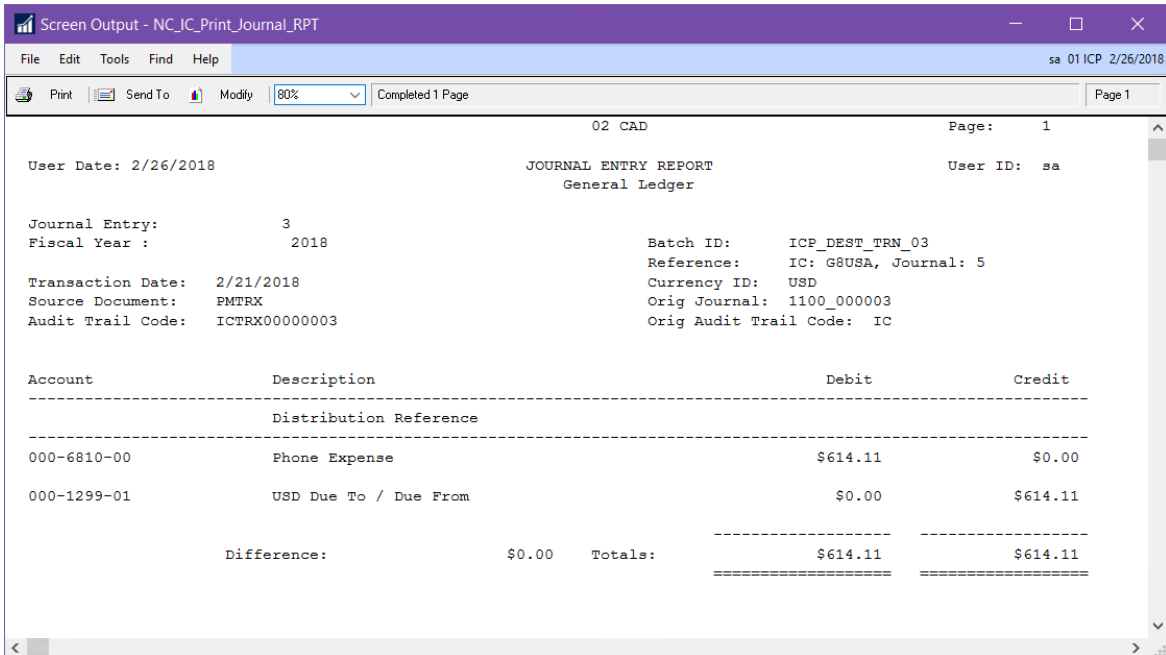 Screen Output - NC_IC_Print_Journal_RPT
File Edit Tools Find Help sa 01 ICP 2/26/2018
Print Send To Modify 80% Completed 1 Page Page 1
02 CAD Page: 1
User Date: 2/26/2018 JOURNAL ENTRY REPORT User ID: sa
General Ledger
Journal Entry: 3
Fiscal Year : 2018 Batch ID: ICP_DEST_TRN_03
Reference: IC: G8USA, Journal: 5
Transaction Date: 2/21/2018 Currency ID: USD
Source Document: PMTRX Orig Journal: 1100_000003
Audit Trail Code: ICTRX00000003 Orig Audit Trail Code: IC
Account Description Debit Credit
Distribution Reference
000-6810-00 Phone Expense $614.11 $0.00
000-1299-01 USD Due To / Due From $0.00 $614.11
Difference: $0.00 Totals: $614.11 $614.11